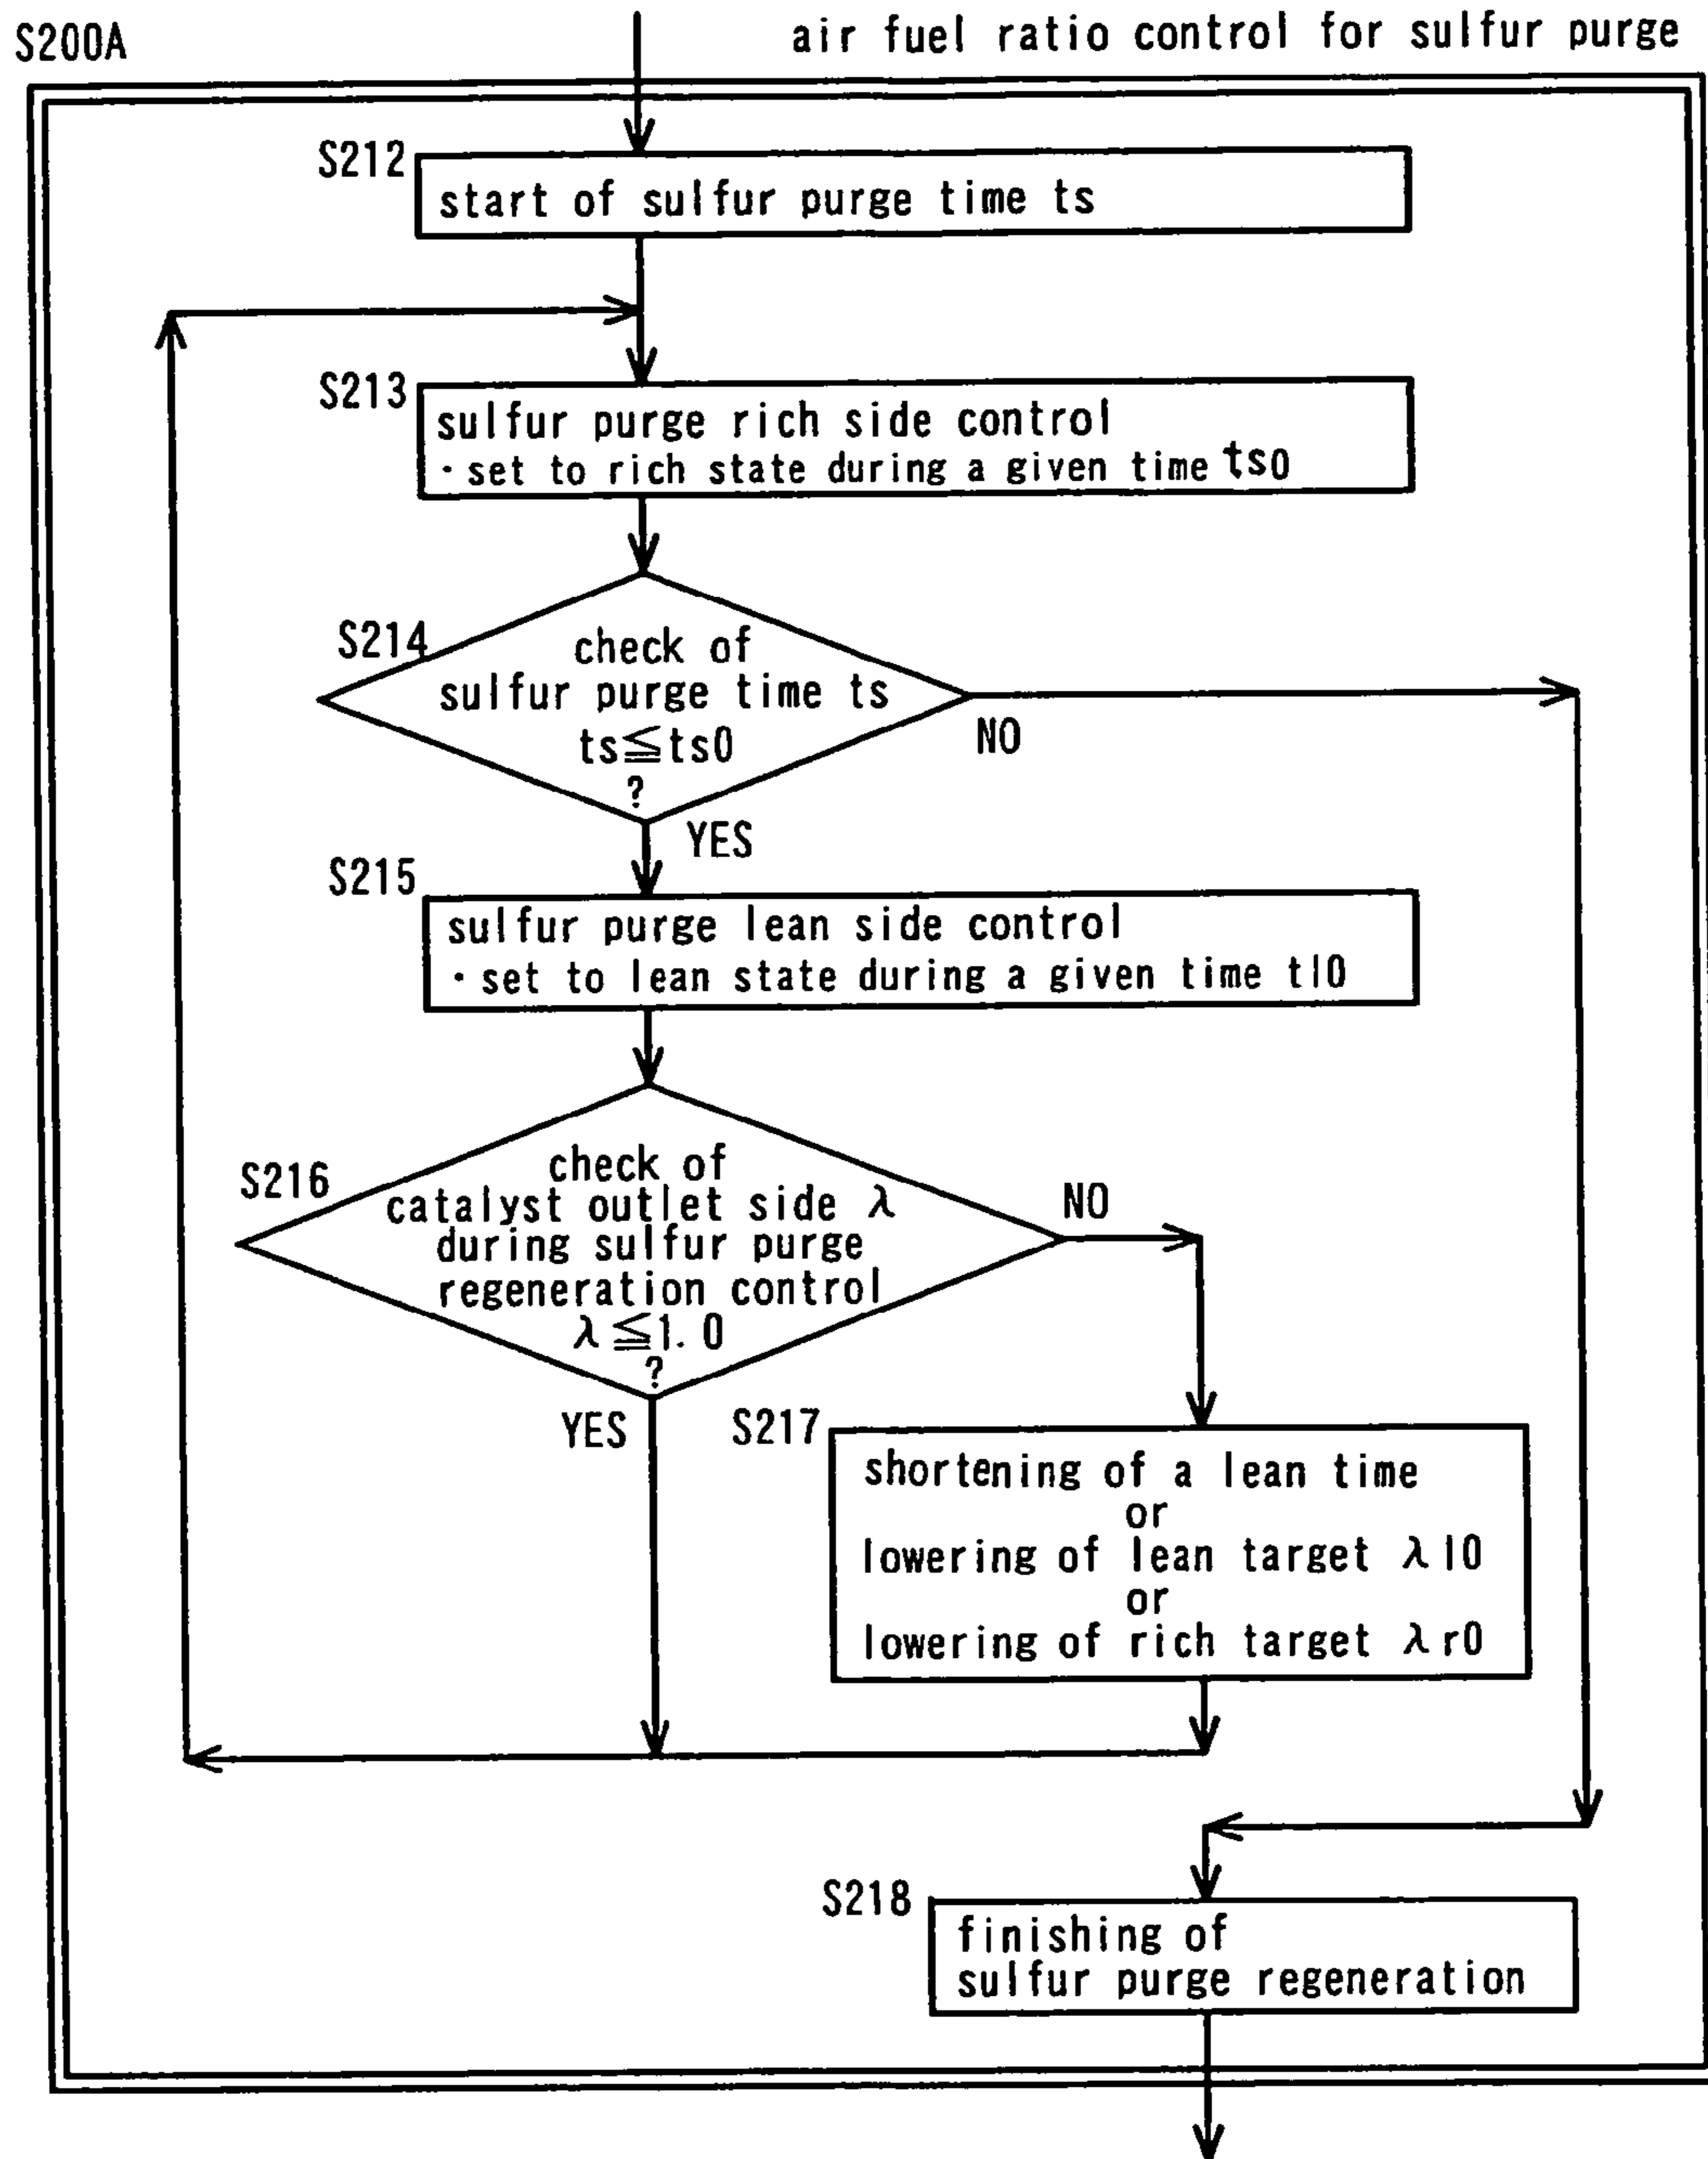 S200A
air fuel ratio control for sulfur purge
S212
start of sulfur purge time ts
S213
sulfur purge rich side control
・set to rich state during a given time ts0
S214
check of
sulfur purge time ts
ts≦ts0
?
NO
YES
S215
sulfur purge lean side control
・set to lean state during a given time tl0
S216
check of
catalyst outlet side λ
during sulfur purge
regeneration control
λ≦1.0
?
NO
YES
S217
shortening of a lean time
or
lowering of lean target λl0
or
lowering of rich target λr0
S218
finishing of
sulfur purge regeneration